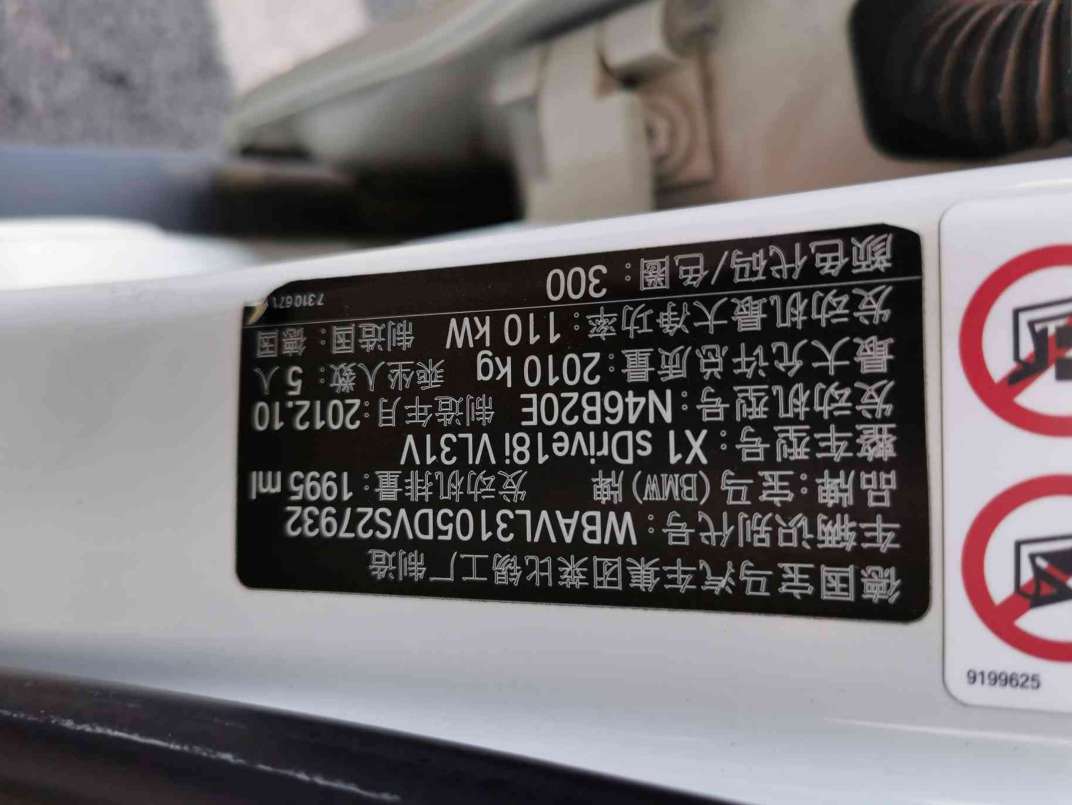 德国宝马汽车集团莱比锡工厂制造
车辆识别代号：WBAVL3105DVS27932
品牌：宝马（BMW）牌 发动机排量：1995 ml
整车型号：X1 sDrive18i VL31V
发动机型号：N46B20E 制造年月：2012.10
最大允许总质量：2010 kg 乘坐人数：5 人
发动机最大净功率：110 kW 制造国：德国
颜色代码/色圈：300
7310671
9199625